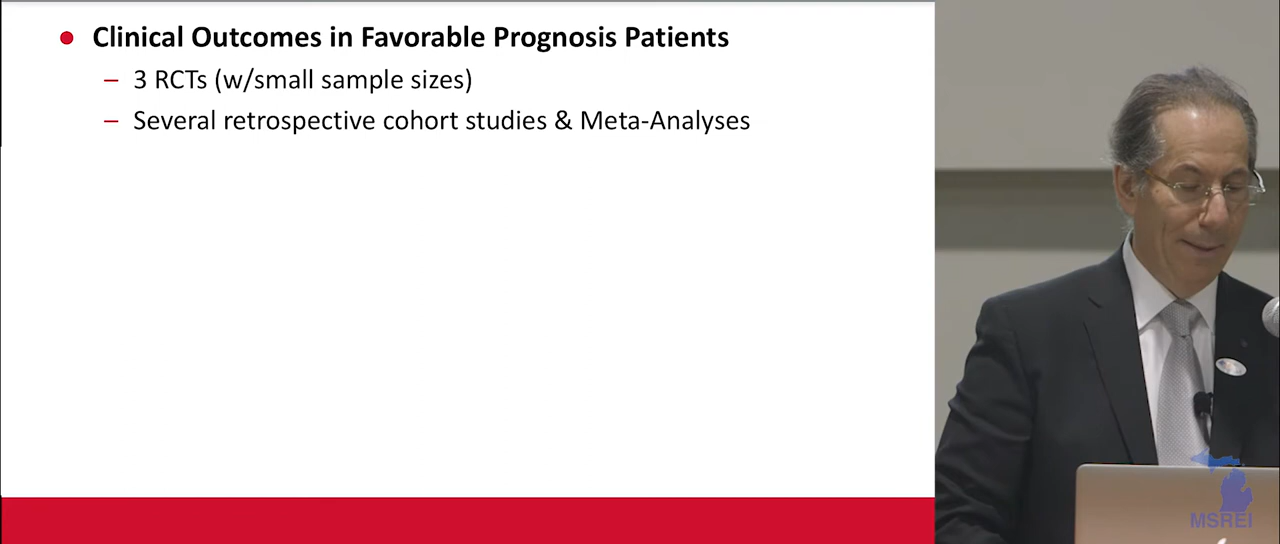 Clinical Outcomes in Favorable Prognosis Patients
– 3 RCTs (w/small sample sizes)
– Several retrospective cohort studies & Meta-Analyses
MSREI